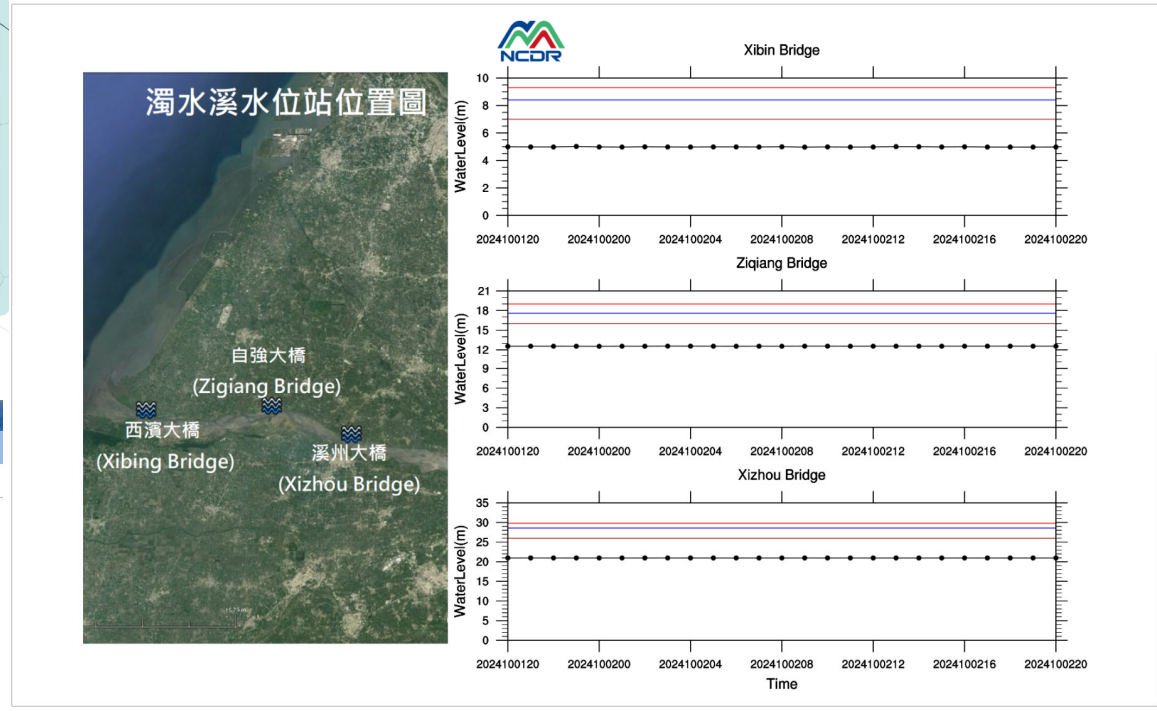 濁水溪水位站位置圖
自強大橋
(Zigiang Bridge)
西濱大橋
(Xibing Bridge)
溪州大橋
(Xizhou Bridge)
NCDR
Xibin Bridge
WaterLevel(m)
10
8
6
4
2
0
2024100120 2024100200 2024100204 2024100208 2024100212 2024100216 2024100220
Ziqiang Bridge
WaterLevel(m)
21
18
15
12
9
6
3
0
2024100120 2024100200 2024100204 2024100208 2024100212 2024100216 2024100220
Xizhou Bridge
WaterLevel(m)
35
30
25
20
15
10
5
0
2024100120 2024100200 2024100204 2024100208 2024100212 2024100216 2024100220
Time